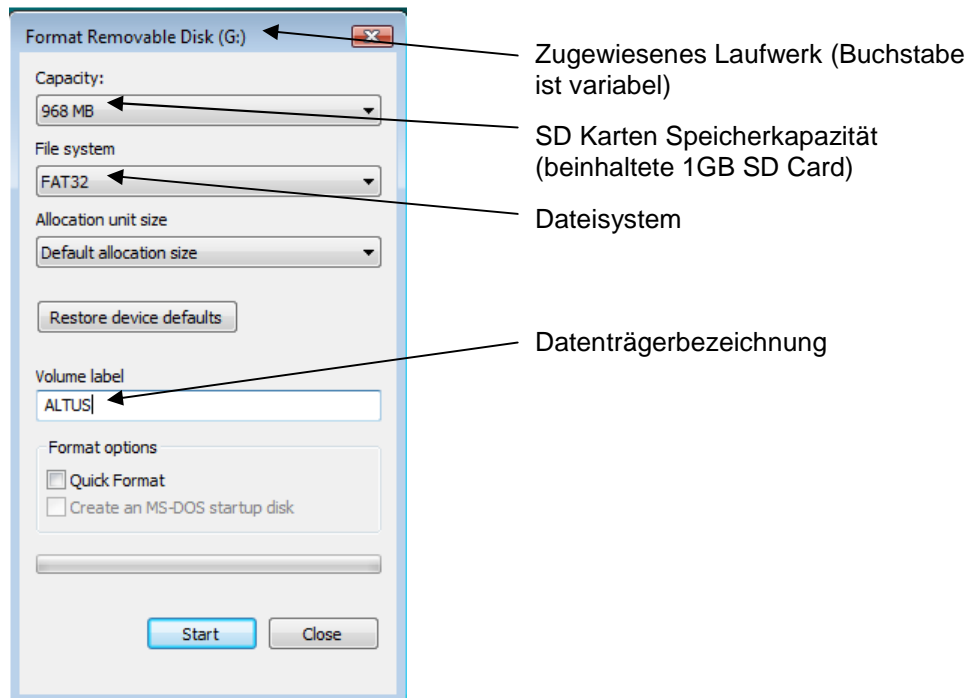 Format Removable Disk (G:)
Capacity:
968 MB
File system
FAT32
Allocation unit size
Default allocation size
Restore device defaults
Volume label
ALTUS
Format options
Quick Format
Create an MS-DOS startup disk
Start
Close
Zugewiesenes Laufwerk (Buchstabe
ist variabel)
SD Karten Speicherkapazität
(beinhaltete 1GB SD Card)
Dateisystem
Datenträgerbezeichnung